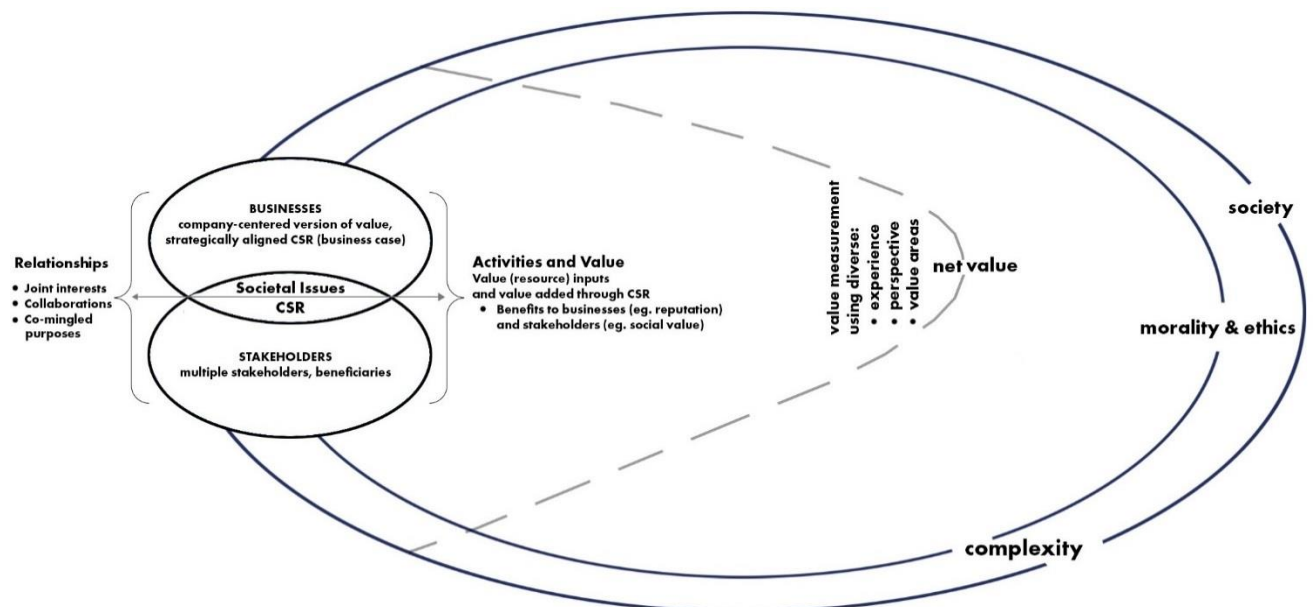 Relationships
• Joint interests
• Collaborations
• Co-mingled
purposes
BUSINESSES
company-centered version of value,
strategically aligned CSR (business case)
Societal Issues
CSR
STAKEHOLDERS
multiple stakeholders, beneficiaries
Activities and Value
Value (resource) inputs
and value added through CSR
• Benefits to businesses (eg. reputation)
and stakeholders (eg. social value)
value measurement
using diverse:
• experience
• perspective
• value areas
net value
society
morality & ethics
complexity